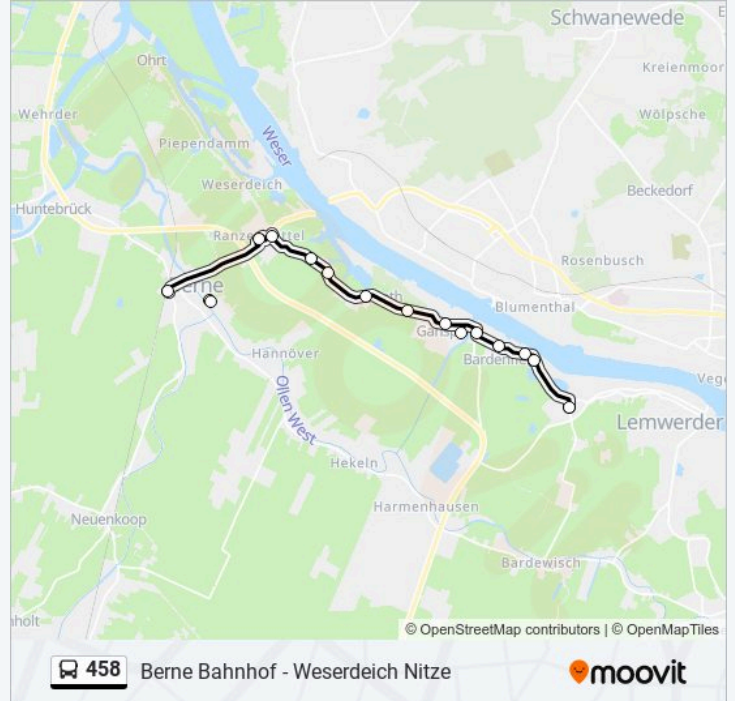 Schwanewede
Ohrt
Kreienmoor
Wehrder
Wölpsche
Piependamm
Weser
Weserdeich
Beckedorf
Huntebrück
Rosenbusch
Blumenthal
Hannöver
Ollen West
Lemwerder
Hekeln
Harmenhausen
Neuenkoop
Bardewisch
© OpenStreetMap contributors | © OpenMapTiles
458 Berne Bahnhof - Weserdeich Nitze
moovit